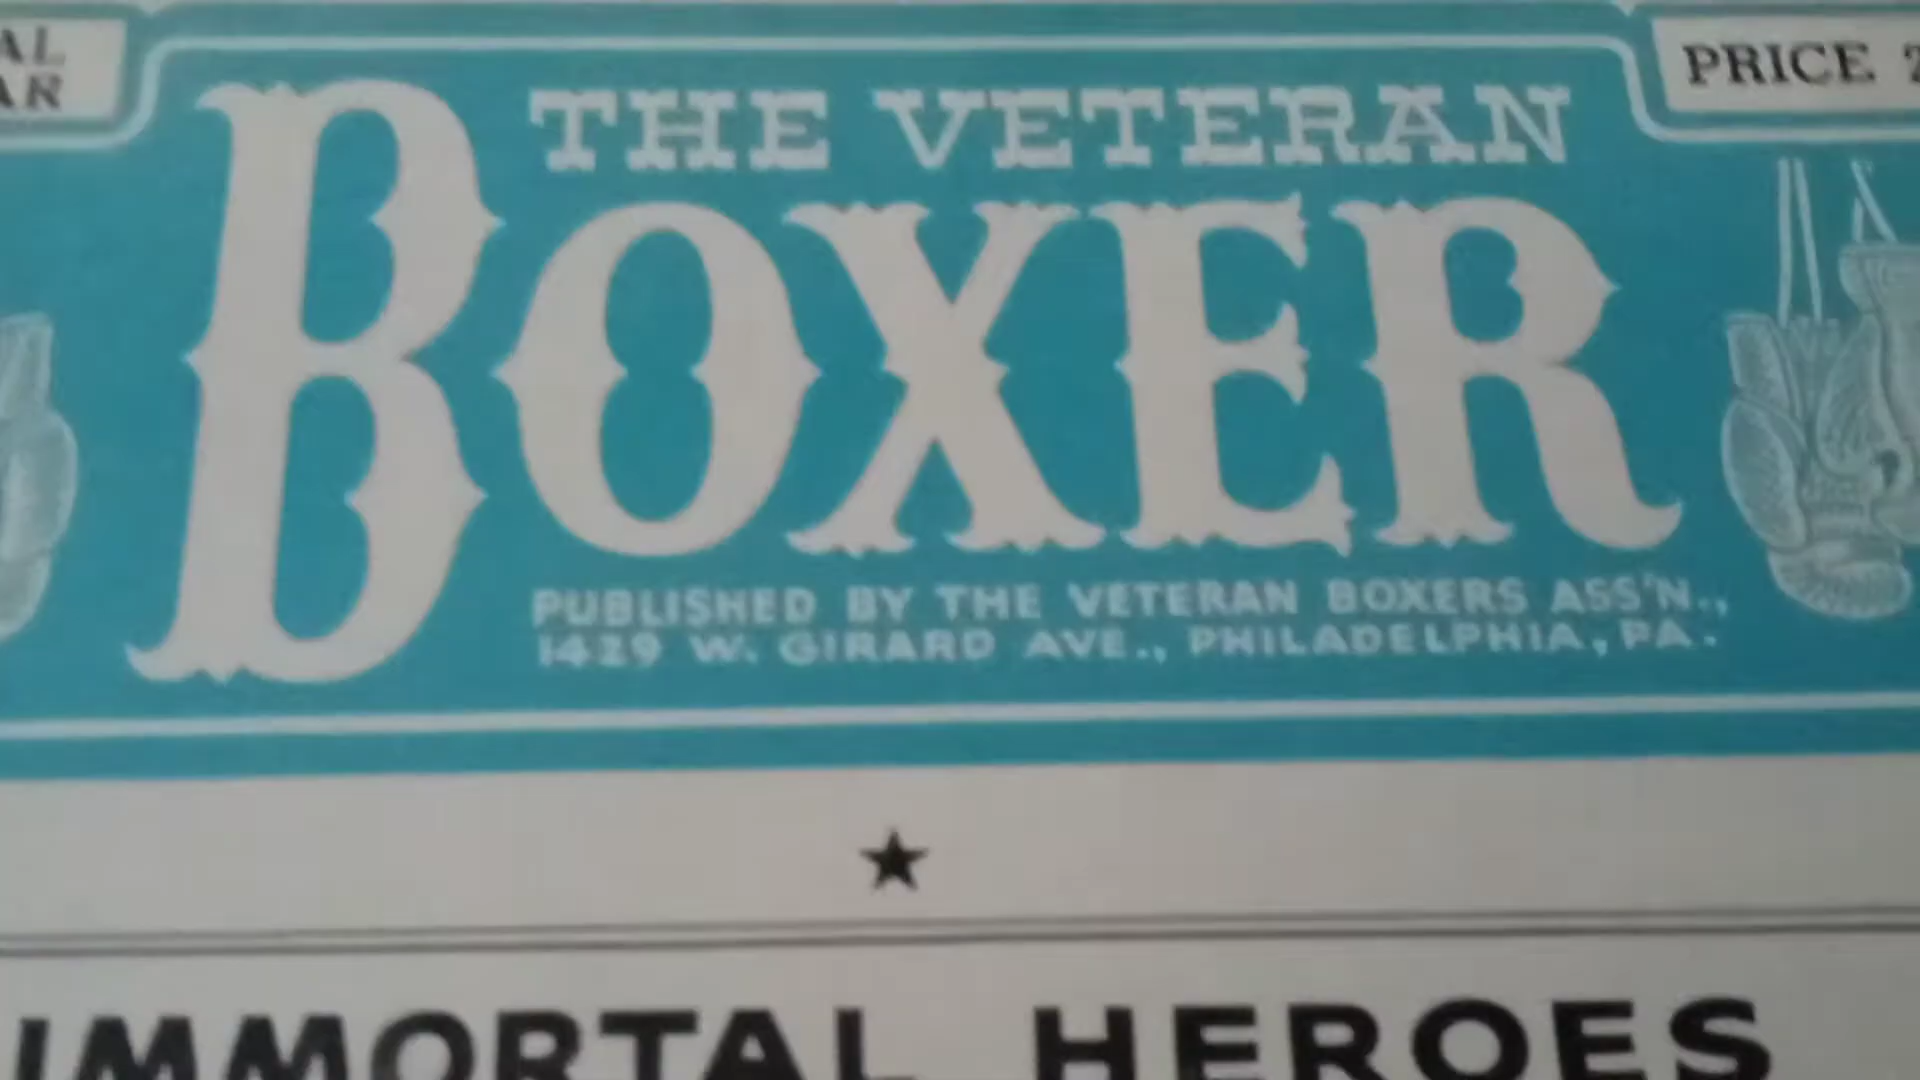 PRICE
THE VETERAN
BOXER
PUBLISHED BY THE VETERAN BOXERS ASS'N.,
1429 W. GIRARD AVE., PHILADELPHIA, PA.
IMMORTAL HEROES